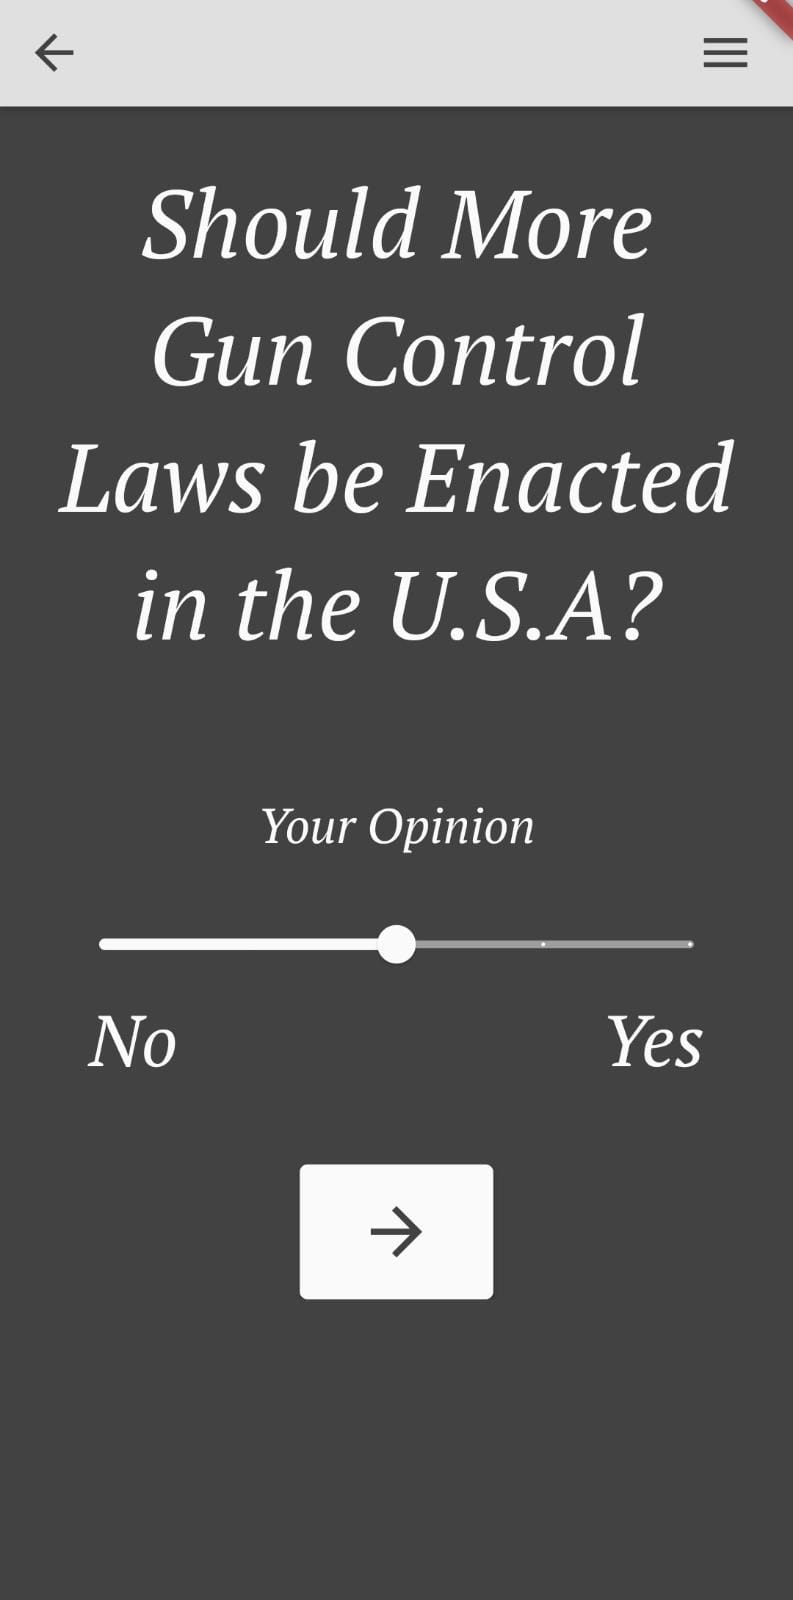 Should More
Gun Control
Laws be Enacted
in the U.S.A?
Your Opinion
No
Yes